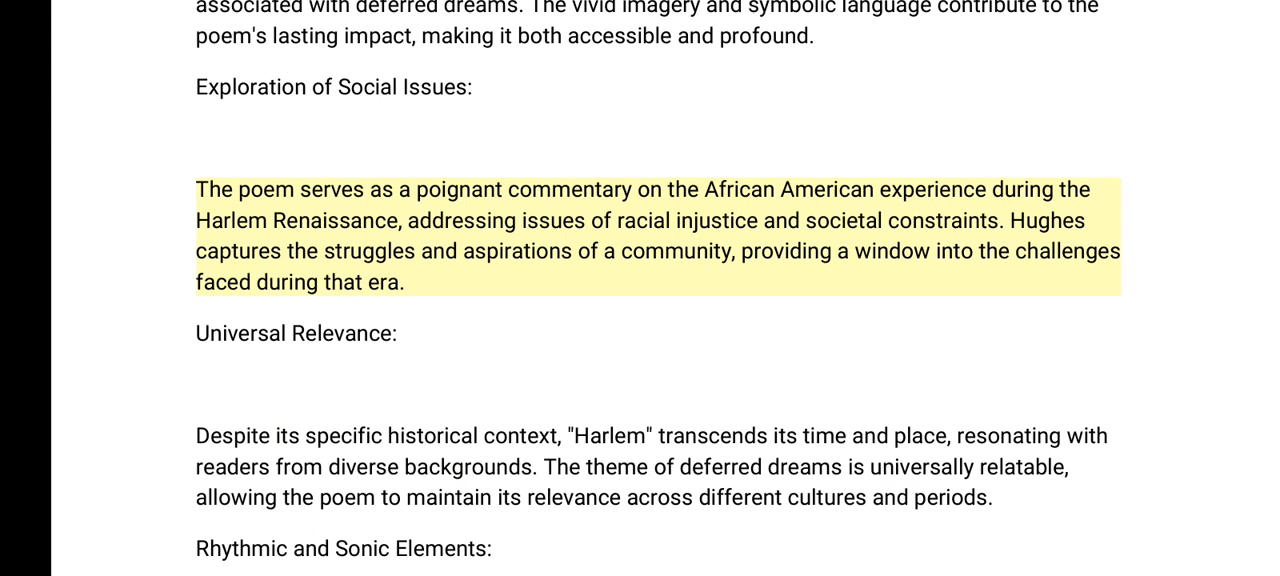 associated with deferred dreams. The vivid imagery and symbolic language contribute to the
poem's lasting impact, making it both accessible and profound.
Exploration of Social Issues:
The poem serves as a poignant commentary on the African American experience during the
Harlem Renaissance, addressing issues of racial injustice and societal constraints. Hughes
captures the struggles and aspirations of a community, providing a window into the challenges
faced during that era.
Universal Relevance:
Despite its specific historical context, "Harlem" transcends its time and place, resonating with
readers from diverse backgrounds. The theme of deferred dreams is universally relatable,
allowing the poem to maintain its relevance across different cultures and periods.
Rhythmic and Sonic Elements: